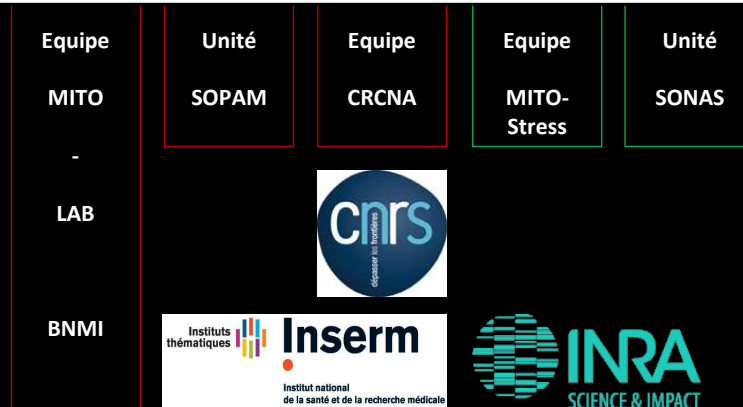 Equipe
MITO
-
LAB
BNMI
Unité
SOPAM
Equipe
CRCNA
Equipe
MITO-
Stress
Unité
SONAS
cnrs
dépasser les frontières
Instituts
thématiques
Inserm
Institut national
de la santé et de la recherche médicale
INRA
SCIENCE & IMPACT